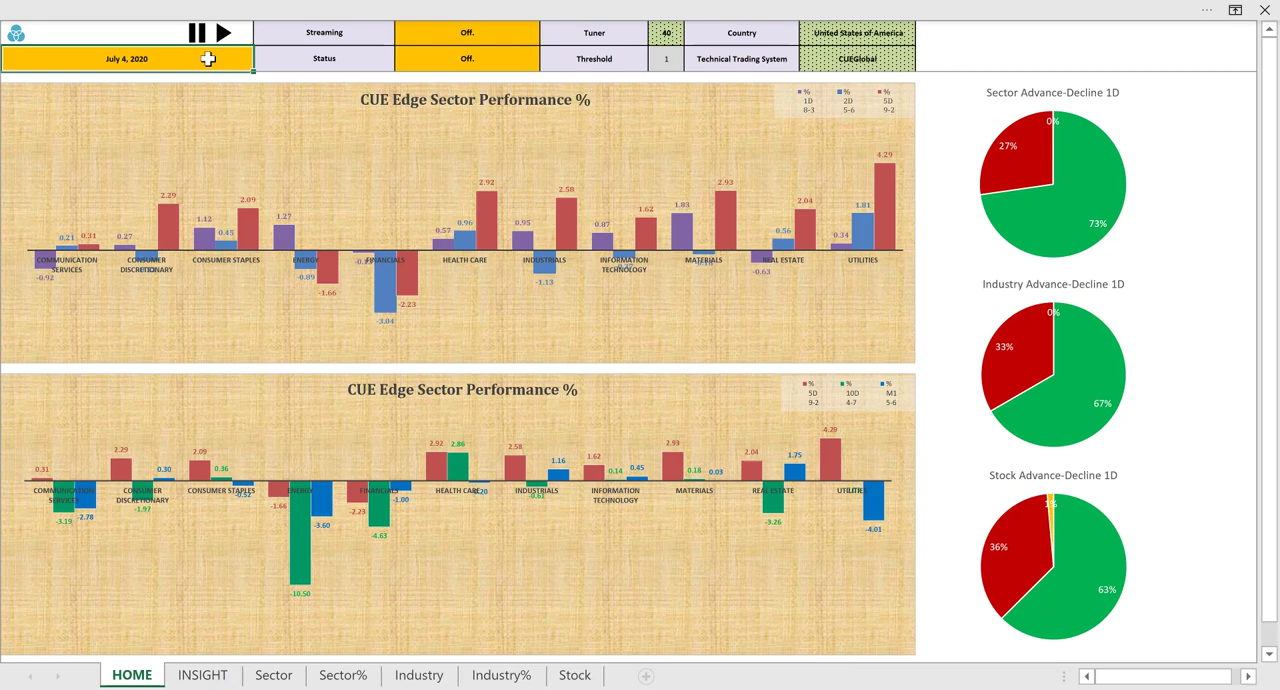 Streaming Off. Tuner 40 Country United States of America
July 4, 2020 Status Off. Threshold 1 Technical Trading System CUEGlobal
CUE Edge Sector Performance %
% % %
1D 2D 5D
8-3 5-6 9-2
-0.92 0.21 0.31 0.27 2.29 1.12 0.45 2.09 1.27 -0.89 -1.66 -3.04 -2.23 0.57 0.96 2.92 0.95 -1.13 2.58 0.87 1.62 1.83 2.93 -0.63 0.56 2.04 0.34 1.81 4.29
COMMUNICATION SERVICES
CONSUMER DISCRETIONARY
CONSUMER STAPLES
ENERGY
FINANCIALS
HEALTH CARE
INDUSTRIALS
INFORMATION TECHNOLOGY
MATERIALS
REAL ESTATE
UTILITIES
CUE Edge Sector Performance %
% % %
5D 10D M1
9-2 4-7 5-6
0.31 -3.19 -2.78 2.29 -1.97 0.30 2.09 0.36 -0.52 -1.66 -10.50 -3.60 -2.23 -4.63 -1.00 2.92 2.86 -0.20 2.58 -0.61 1.16 1.62 0.14 0.45 2.93 0.18 0.03 2.04 -3.26 1.75 4.29 -4.01
COMMUNICATION SERVICES
CONSUMER DISCRETIONARY
CONSUMER STAPLES
ENERGY
FINANCIALS
HEALTH CARE
INDUSTRIALS
INFORMATION TECHNOLOGY
MATERIALS
REAL ESTATE
UTILITIES
Sector Advance-Decline 1D
0%
27%
73%
Industry Advance-Decline 1D
0%
33%
67%
Stock Advance-Decline 1D
1%
36%
63%
HOME INSIGHT Sector Sector% Industry Industry% Stock